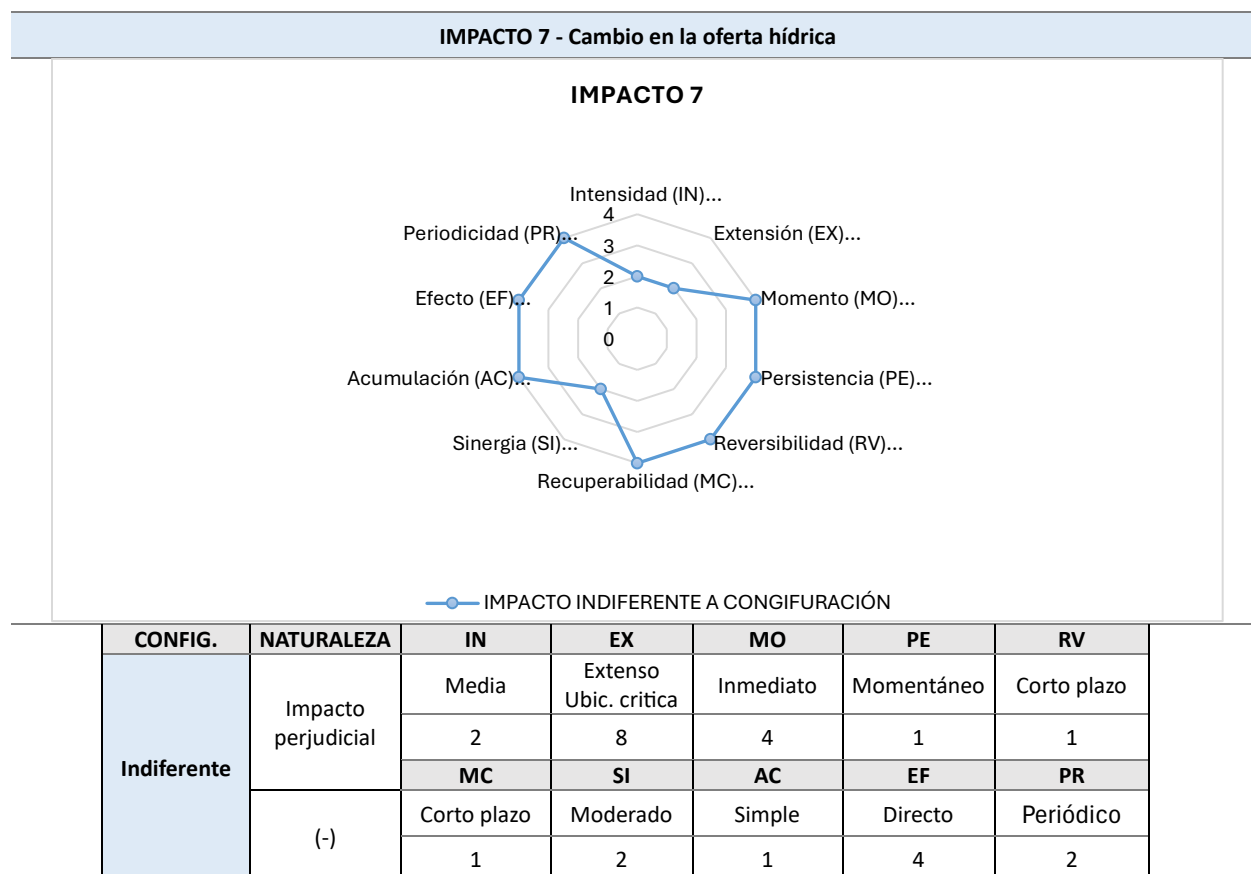 IMPACTO 7 - Cambio en la oferta hídrica
IMPACTO 7
Intensidad (IN)...
Extensión (EX)...
Momento (MO)...
Persistencia (PE)...
Reversibilidad (RV)...
Recuperabilidad (MC)...
Sinergia (SI)...
Acumulación (AC)...
Efecto (EF)...
Periodicidad (PR)...
4
3
2
1
0
IMPACTO INDIFERENTE A CONGIFURACIÓN
CONFIG. NATURALEZA IN EX MO PE RV
Indiferente
Impacto
perjudicial
Media Extenso
Ubic. critica Inmediato Momentáneo Corto plazo
2 8 4 1 1
MC SI AC EF PR
(-)
Corto plazo Moderado Simple Directo Periódico
1 2 1 4 2